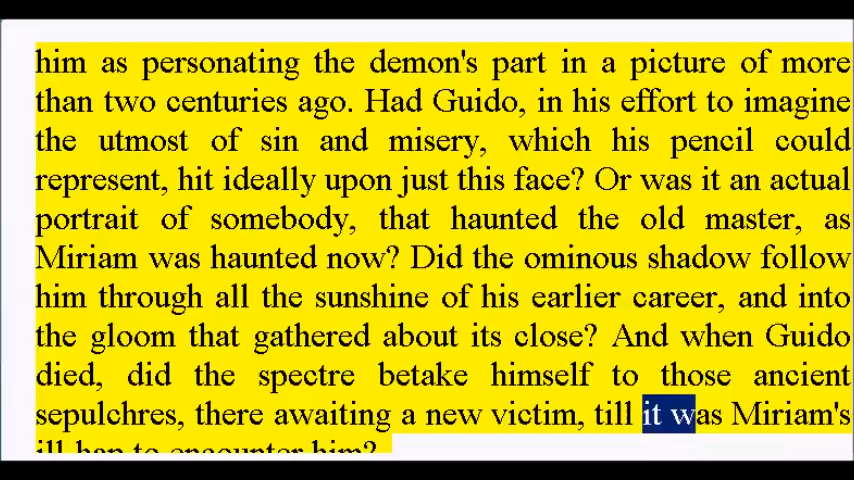 him as personating the demon's part in a picture of more
than two centuries ago. Had Guido, in his effort to imagine
the utmost of sin and misery, which his pencil could
represent, hit ideally upon just this face? Or was it an actual
portrait of somebody, that haunted the old master, as
Miriam was haunted now? Did the ominous shadow follow
him through all the sunshine of his earlier career, and into
the gloom that gathered about its close? And when Guido
died, did the spectre betake himself to those ancient
sepulchres, there awaiting a new victim, till it was Miriam's
ill hap to encounter him?